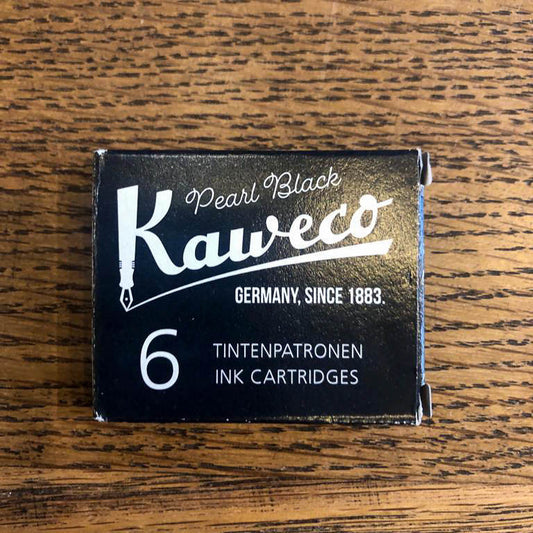 Pearl Black
Kaweco
GERMANY, SINCE 1883.
6
TINTENPATRONEN
INK CARTRIDGES